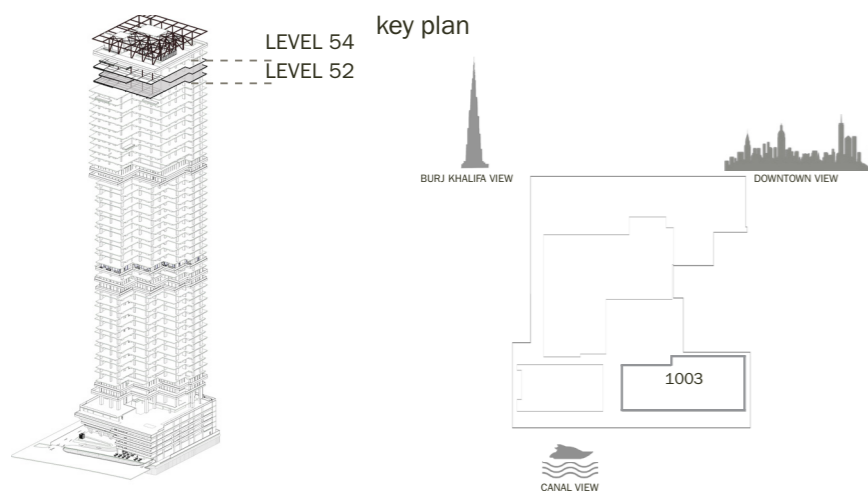 key plan
LEVEL 54
LEVEL 52
BURJ KHALIFA VIEW
DOWNTOWN VIEW
1003
CANAL VIEW